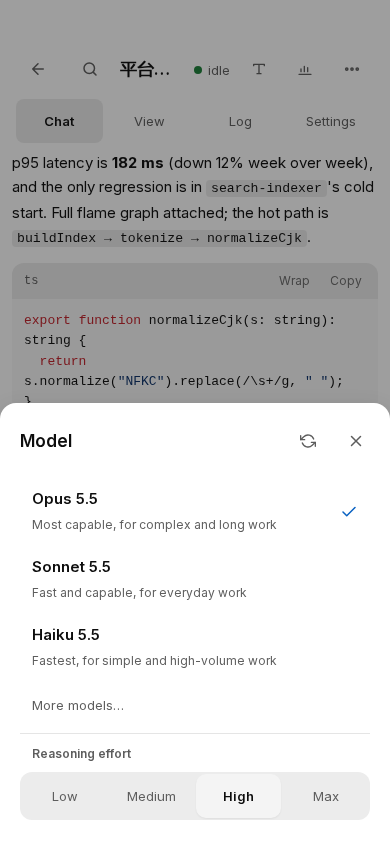 平台… idle
Chat View Log Settings
p95 latency is 182 ms (down 12% week over week),
and the only regression is in search-indexer's cold
start. Full flame graph attached; the hot path is
buildIndex → tokenize → normalizeCjk.
ts Wrap Copy
export function normalizeCjk(s: string):
string {
return
s.normalize("NFKC").replace(/\s+/g, " ");
}
Model
Opus 5.5
Most capable, for complex and long work
Sonnet 5.5
Fast and capable, for everyday work
Haiku 5.5
Fastest, for simple and high-volume work
More models…
Reasoning effort
Low Medium High Max